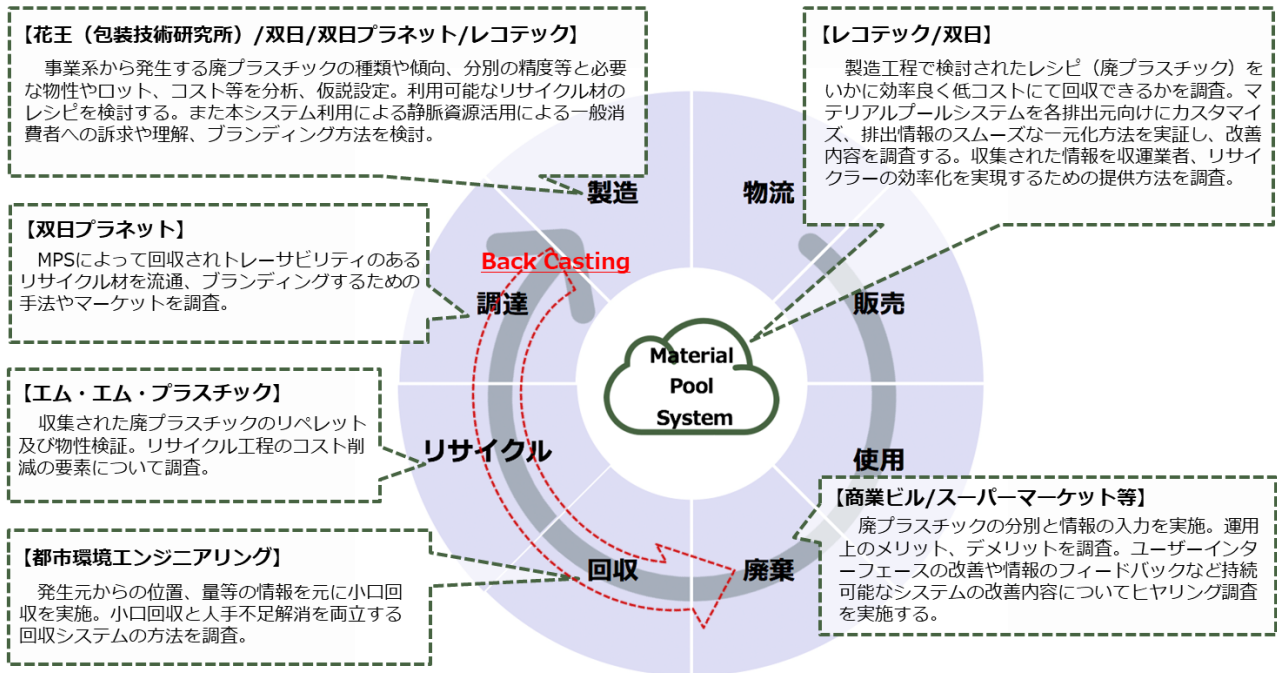 【花王（包装技術研究所）/双日/双日プラネット/レコテック】
事業系から発生する廃プラスチックの種類や傾向、分別の精度等と必
要な物性やロット、コスト等を分析、仮説設定。利用可能なリサイクル材の
レシピを検討する。また本システム利用による静脈資源活用による一般消
費者への訴求や理解、ブランディング方法を検討。
【レコテック/双日】
製造工程で検討されたレシピ（廃プラスチック）を
いかに効率良く低コストにて回収できるかを調査。マ
テリアルプールシステムを各排出元向けにカスタマイ
ズ、排出情報のスムーズな一元化方法を実証し、改善
内容を調査する。収集された情報を収運業者、リサイ
クラーの効率化を実現するための提供方法を調査。
製造
物流
【双日プラネット】
MPSによって回収されトレーサビリティのある
リサイクル材を流通、ブランディングするための
手法やマーケットを調査。
Back Casting
調達
販売
Material
Pool
System
【エム・エム・プラスチック】
収集された廃プラスチックのリペレット
及び物性検証。リサイクル工程のコスト削
減の要素について調査。
リサイクル
使用
【商業ビル/スーパーマーケット等】
廃プラスチックの分別と情報の入力を実施。運用
上のメリット、デメリットを調査。ユーザーインター
フェースの改善や情報のフィードバックなど持続
可能なシステムの改善内容についてヒヤリング調査
を実施する。
【都市環境エンジニアリング】
発生元からの位置、量等の情報を元に小口回
収を実施。小口回収と人手不足解消を両立する
回収システムの方法を調査。
回収
廃棄